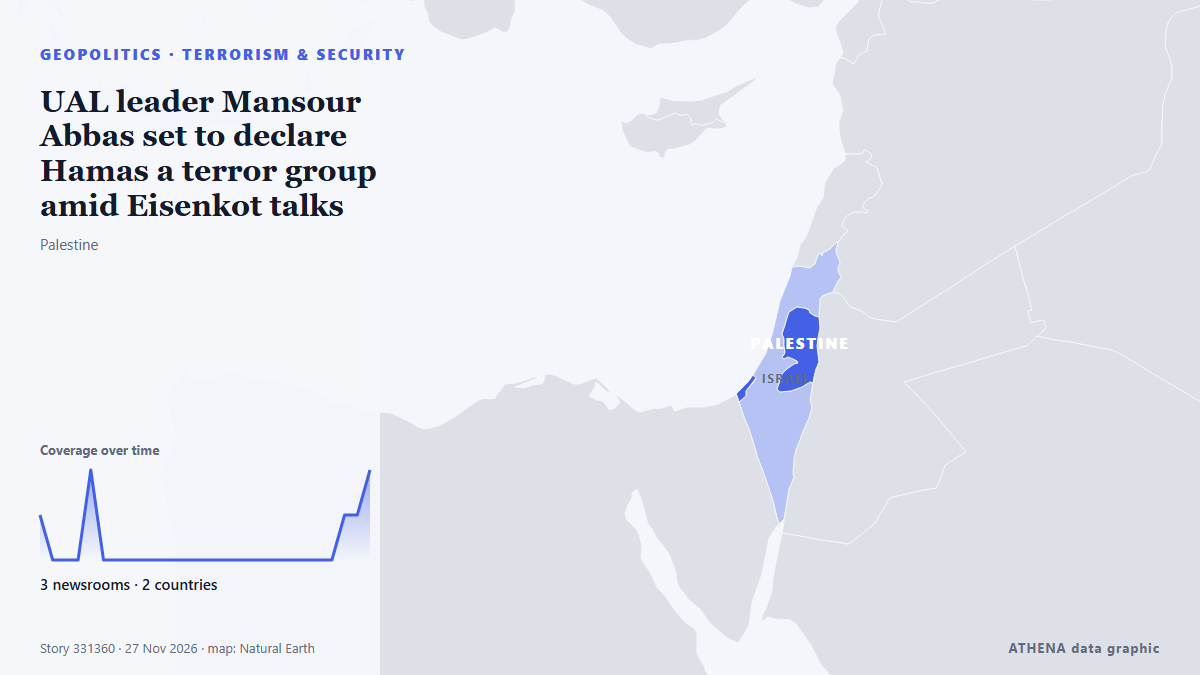 GEOPOLITICS · TERRORISM & SECURITY
UAL leader Mansour
Abbas set to declare
Hamas a terror group
amid Eisenkot talks
Palestine
PALESTINE
ISRAEL
Coverage over time
3 newsrooms · 2 countries
Story 331360 · 27 Nov 2026 · map: Natural Earth
ATHENA data graphic